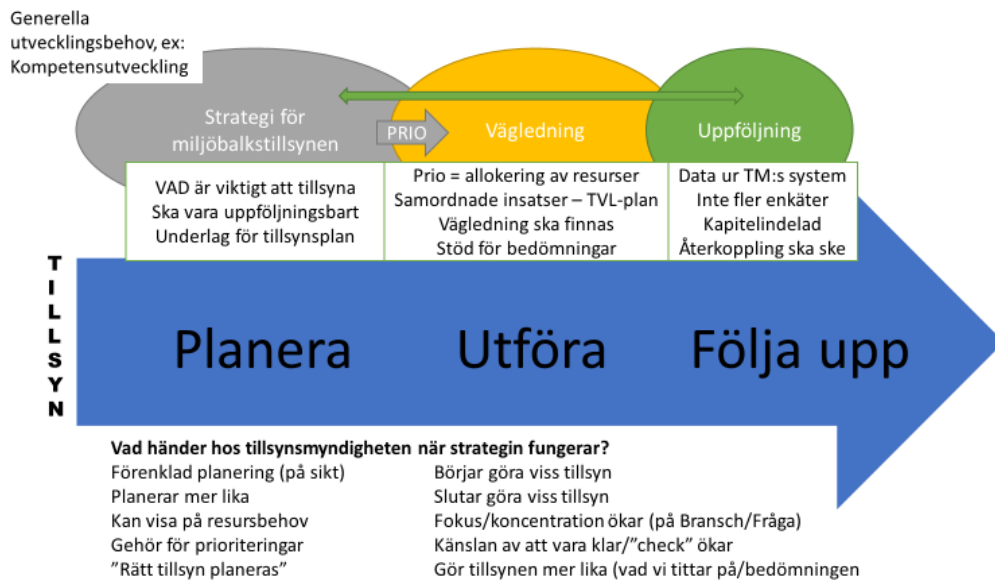 Generella
utvecklingsbehov, ex:
Kompetensutveckling
Strategi för
miljöbalkstillsynen
PRIO
Vägledning
Uppföljning
VAD är viktigt att tillsyna
Ska vara uppföljningsbart
Underlag för tillsynsplan
Prio = allokering av resurser
Samordnade insatser – TVL-plan
Vägledning ska finnas
Stöd för bedömningar
Data ur TM:s system
Inte fler enkäter
Kapitelindelad
Återkoppling ska ske
TILLSYN
Planera
Utföra
Följa upp
Vad händer hos tillsynsmyndigheten när strategin fungerar?
Förenklad planering (på sikt)
Planerar mer lika
Kan visa på resursbehov
Gehör för prioriteringar
”Rätt tillsyn planeras”
Börjar göra viss tillsyn
Slutar göra viss tillsyn
Fokus/koncentration ökar (på Bransch/Fråga)
Känslan av att vara klar/”check” ökar
Gör tillsynen mer lika (vad vi tittar på/bedömningen